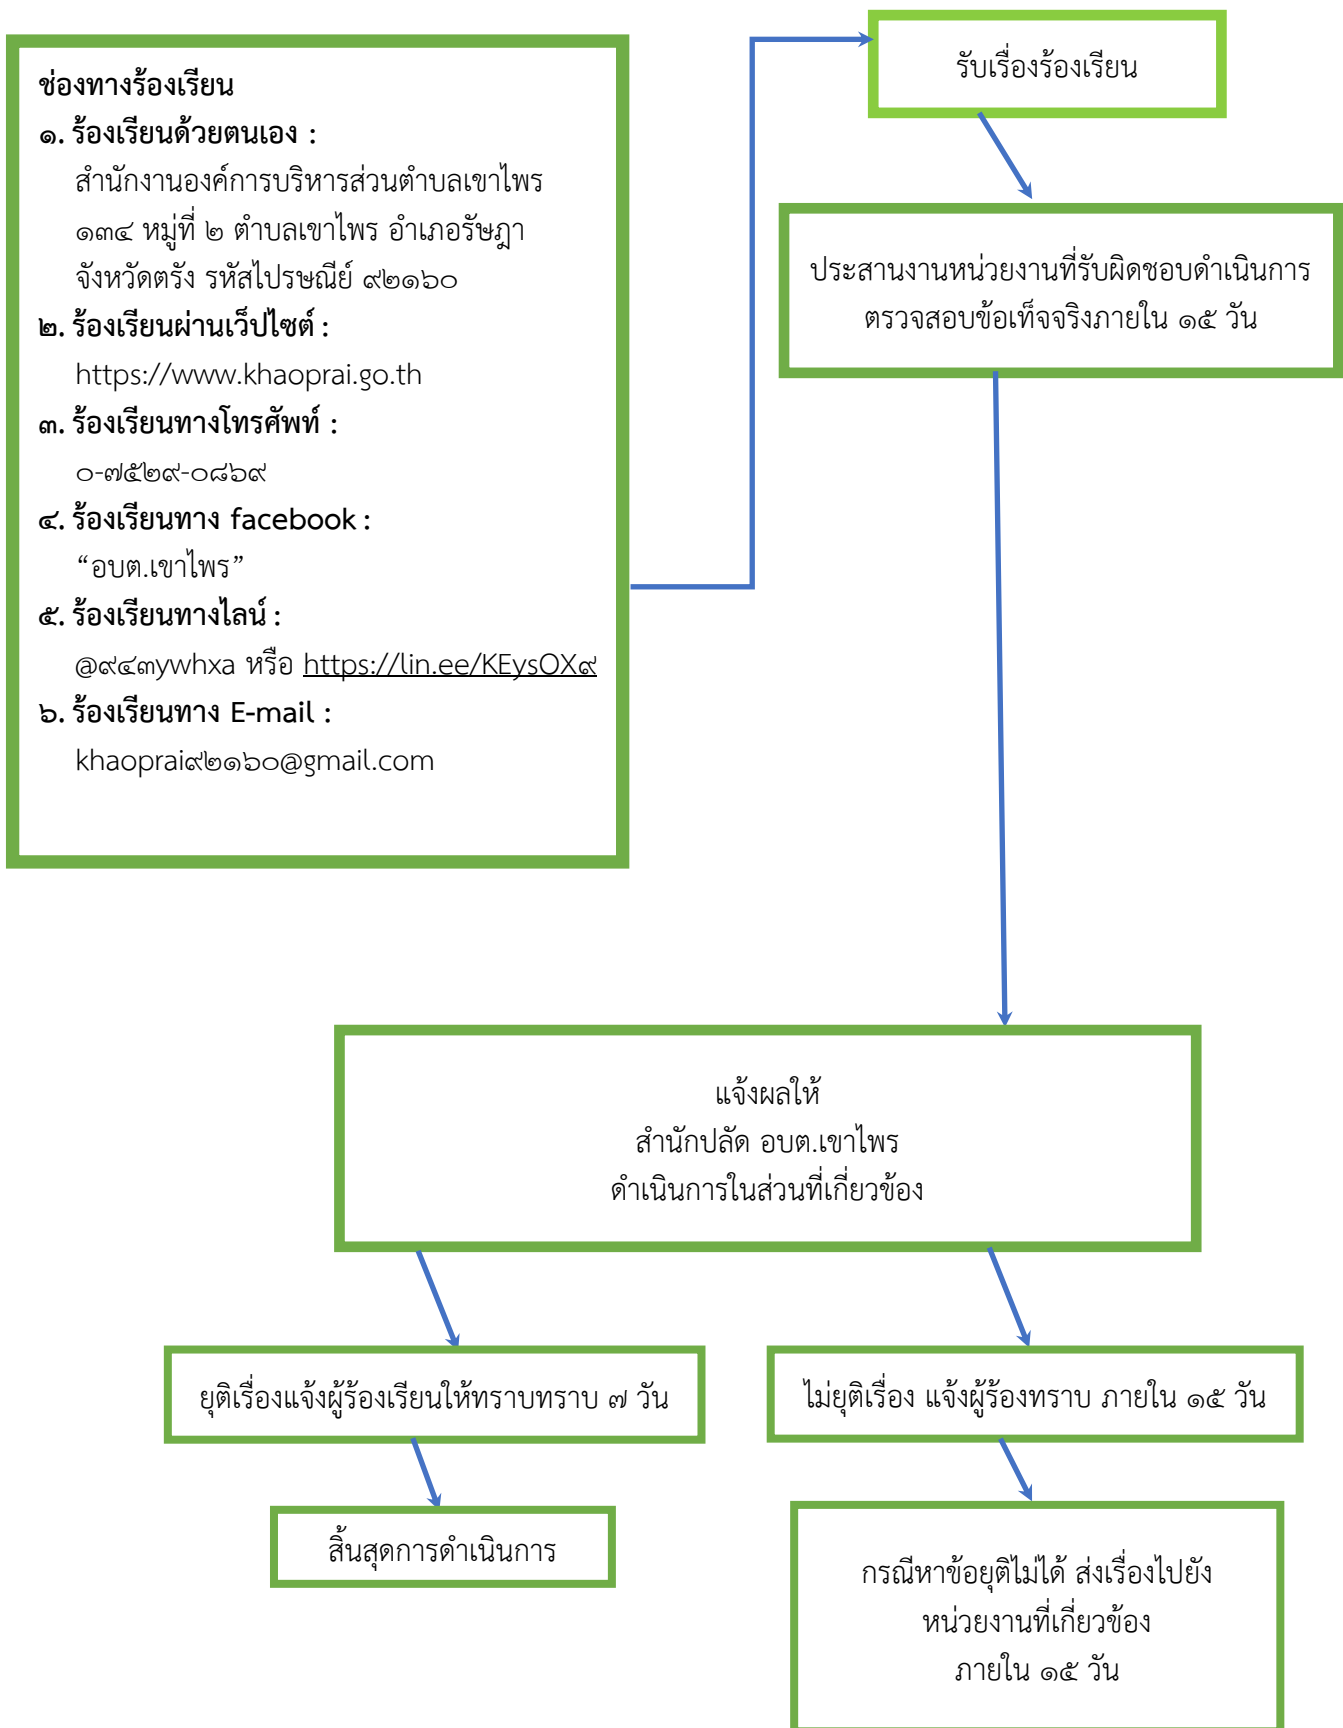 ช่องทางร้องเรียน
๑. ร้องเรียนด้วยตนเอง :
สำนักงานองค์การบริหารส่วนตำบลเขาไพร
๑๓๔ หมู่ที่ ๒ ตำบลเขาไพร อำเภอรัษฎา
จังหวัดตรัง รหัสไปรษณีย์ ๙๒๑๖๐
๒. ร้องเรียนผ่านเว็ปไซต์ :
https://www.khaoprai.go.th
๓. ร้องเรียนทางโทรศัพท์ :
๐-๗๕๒๙-๐๘๖๙
๔. ร้องเรียนทาง facebook :
“อบต.เขาไพร”
๕. ร้องเรียนทางไลน์ :
@๙๔๓ywhxa หรือ https://lin.ee/KEysOX๙
๖. ร้องเรียนทาง E-mail :
khaoprai๙๒๑๖๐@gmail.com
รับเรื่องร้องเรียน
ประสานงานหน่วยงานที่รับผิดชอบดำเนินการ
ตรวจสอบข้อเท็จจริงภายใน ๑๕ วัน
แจ้งผลให้
สำนักปลัด อบต.เขาไพร
ดำเนินการในส่วนที่เกี่ยวข้อง
ยุติเรื่องแจ้งผู้ร้องเรียนให้ทราบทราบ ๗ วัน
ไม่ยุติเรื่อง แจ้งผู้ร้องทราบ ภายใน ๑๕ วัน
สิ้นสุดการดำเนินการ
กรณีหาข้อยุติไม่ได้ ส่งเรื่องไปยัง
หน่วยงานที่เกี่ยวข้อง
ภายใน ๑๕ วัน